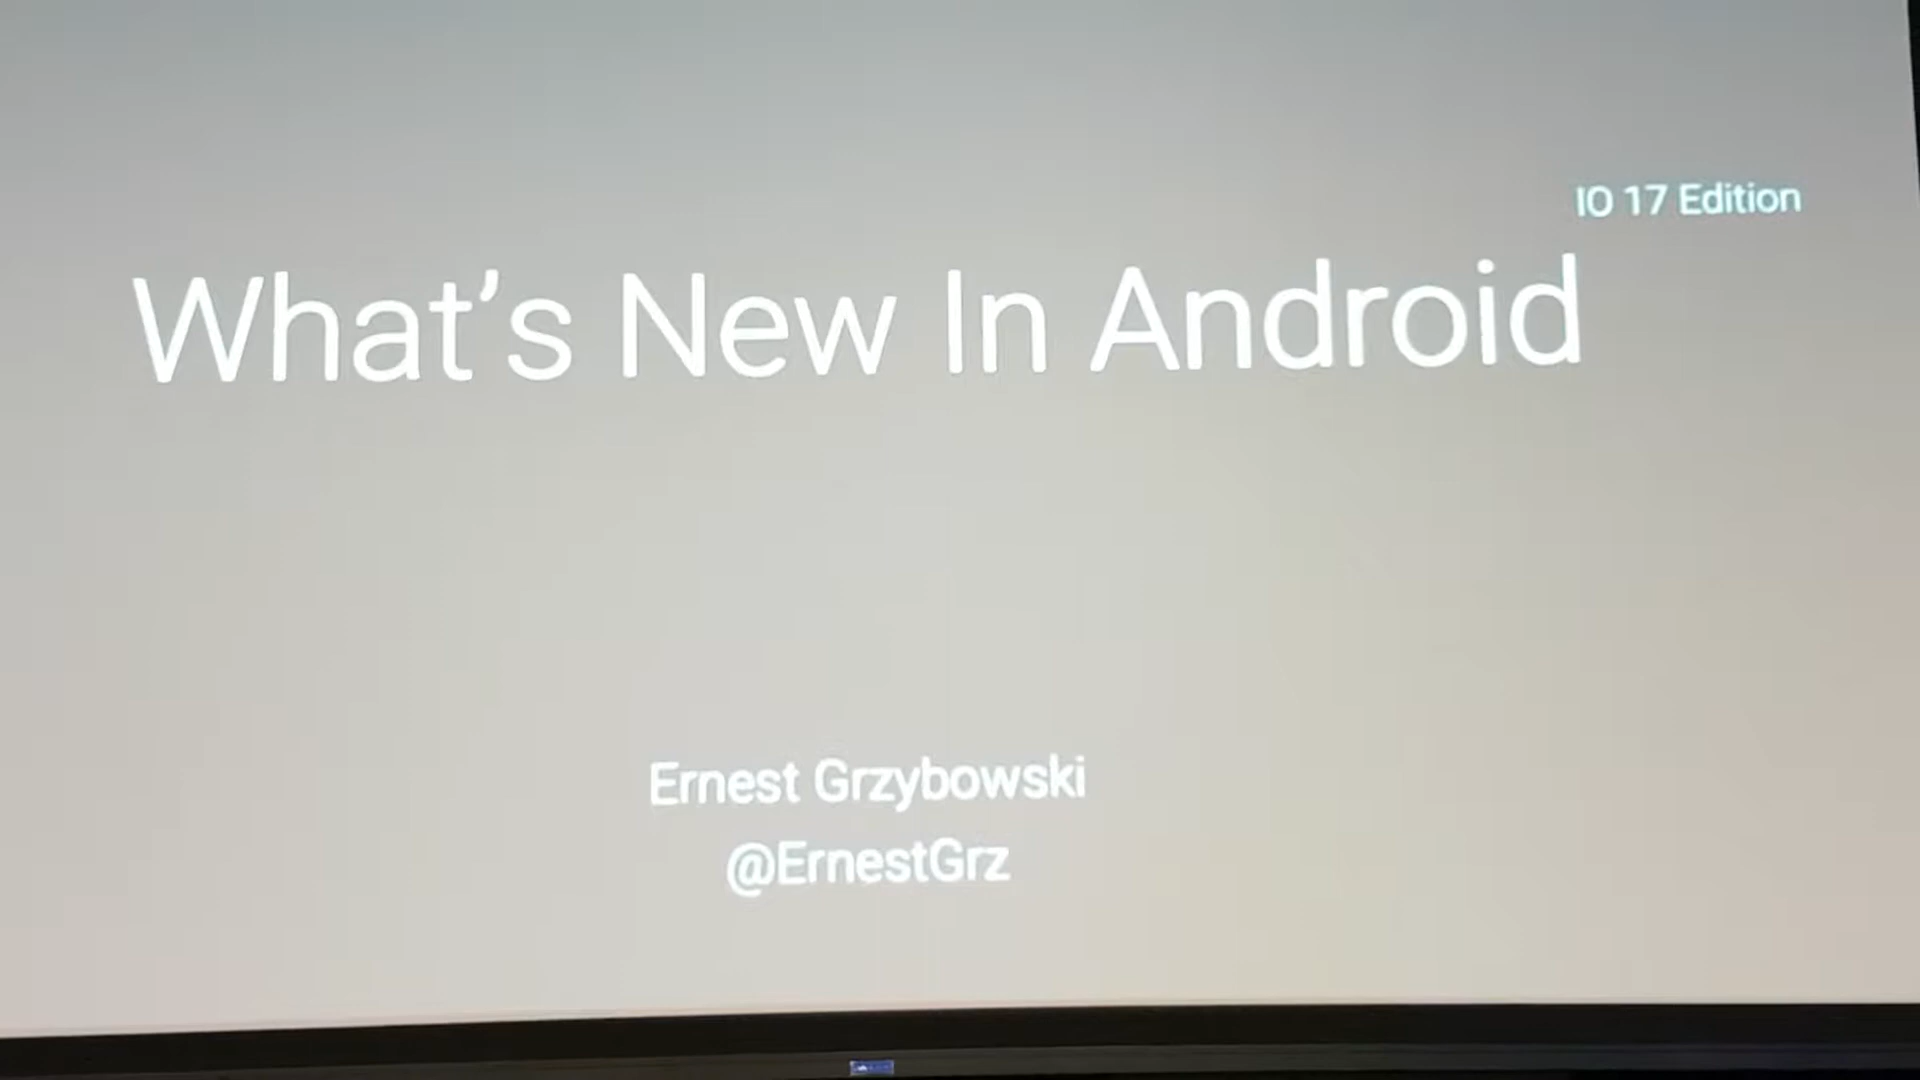 IO 17 Edition
What's New In Android
Ernest Grzybowski
@ErnestGrz